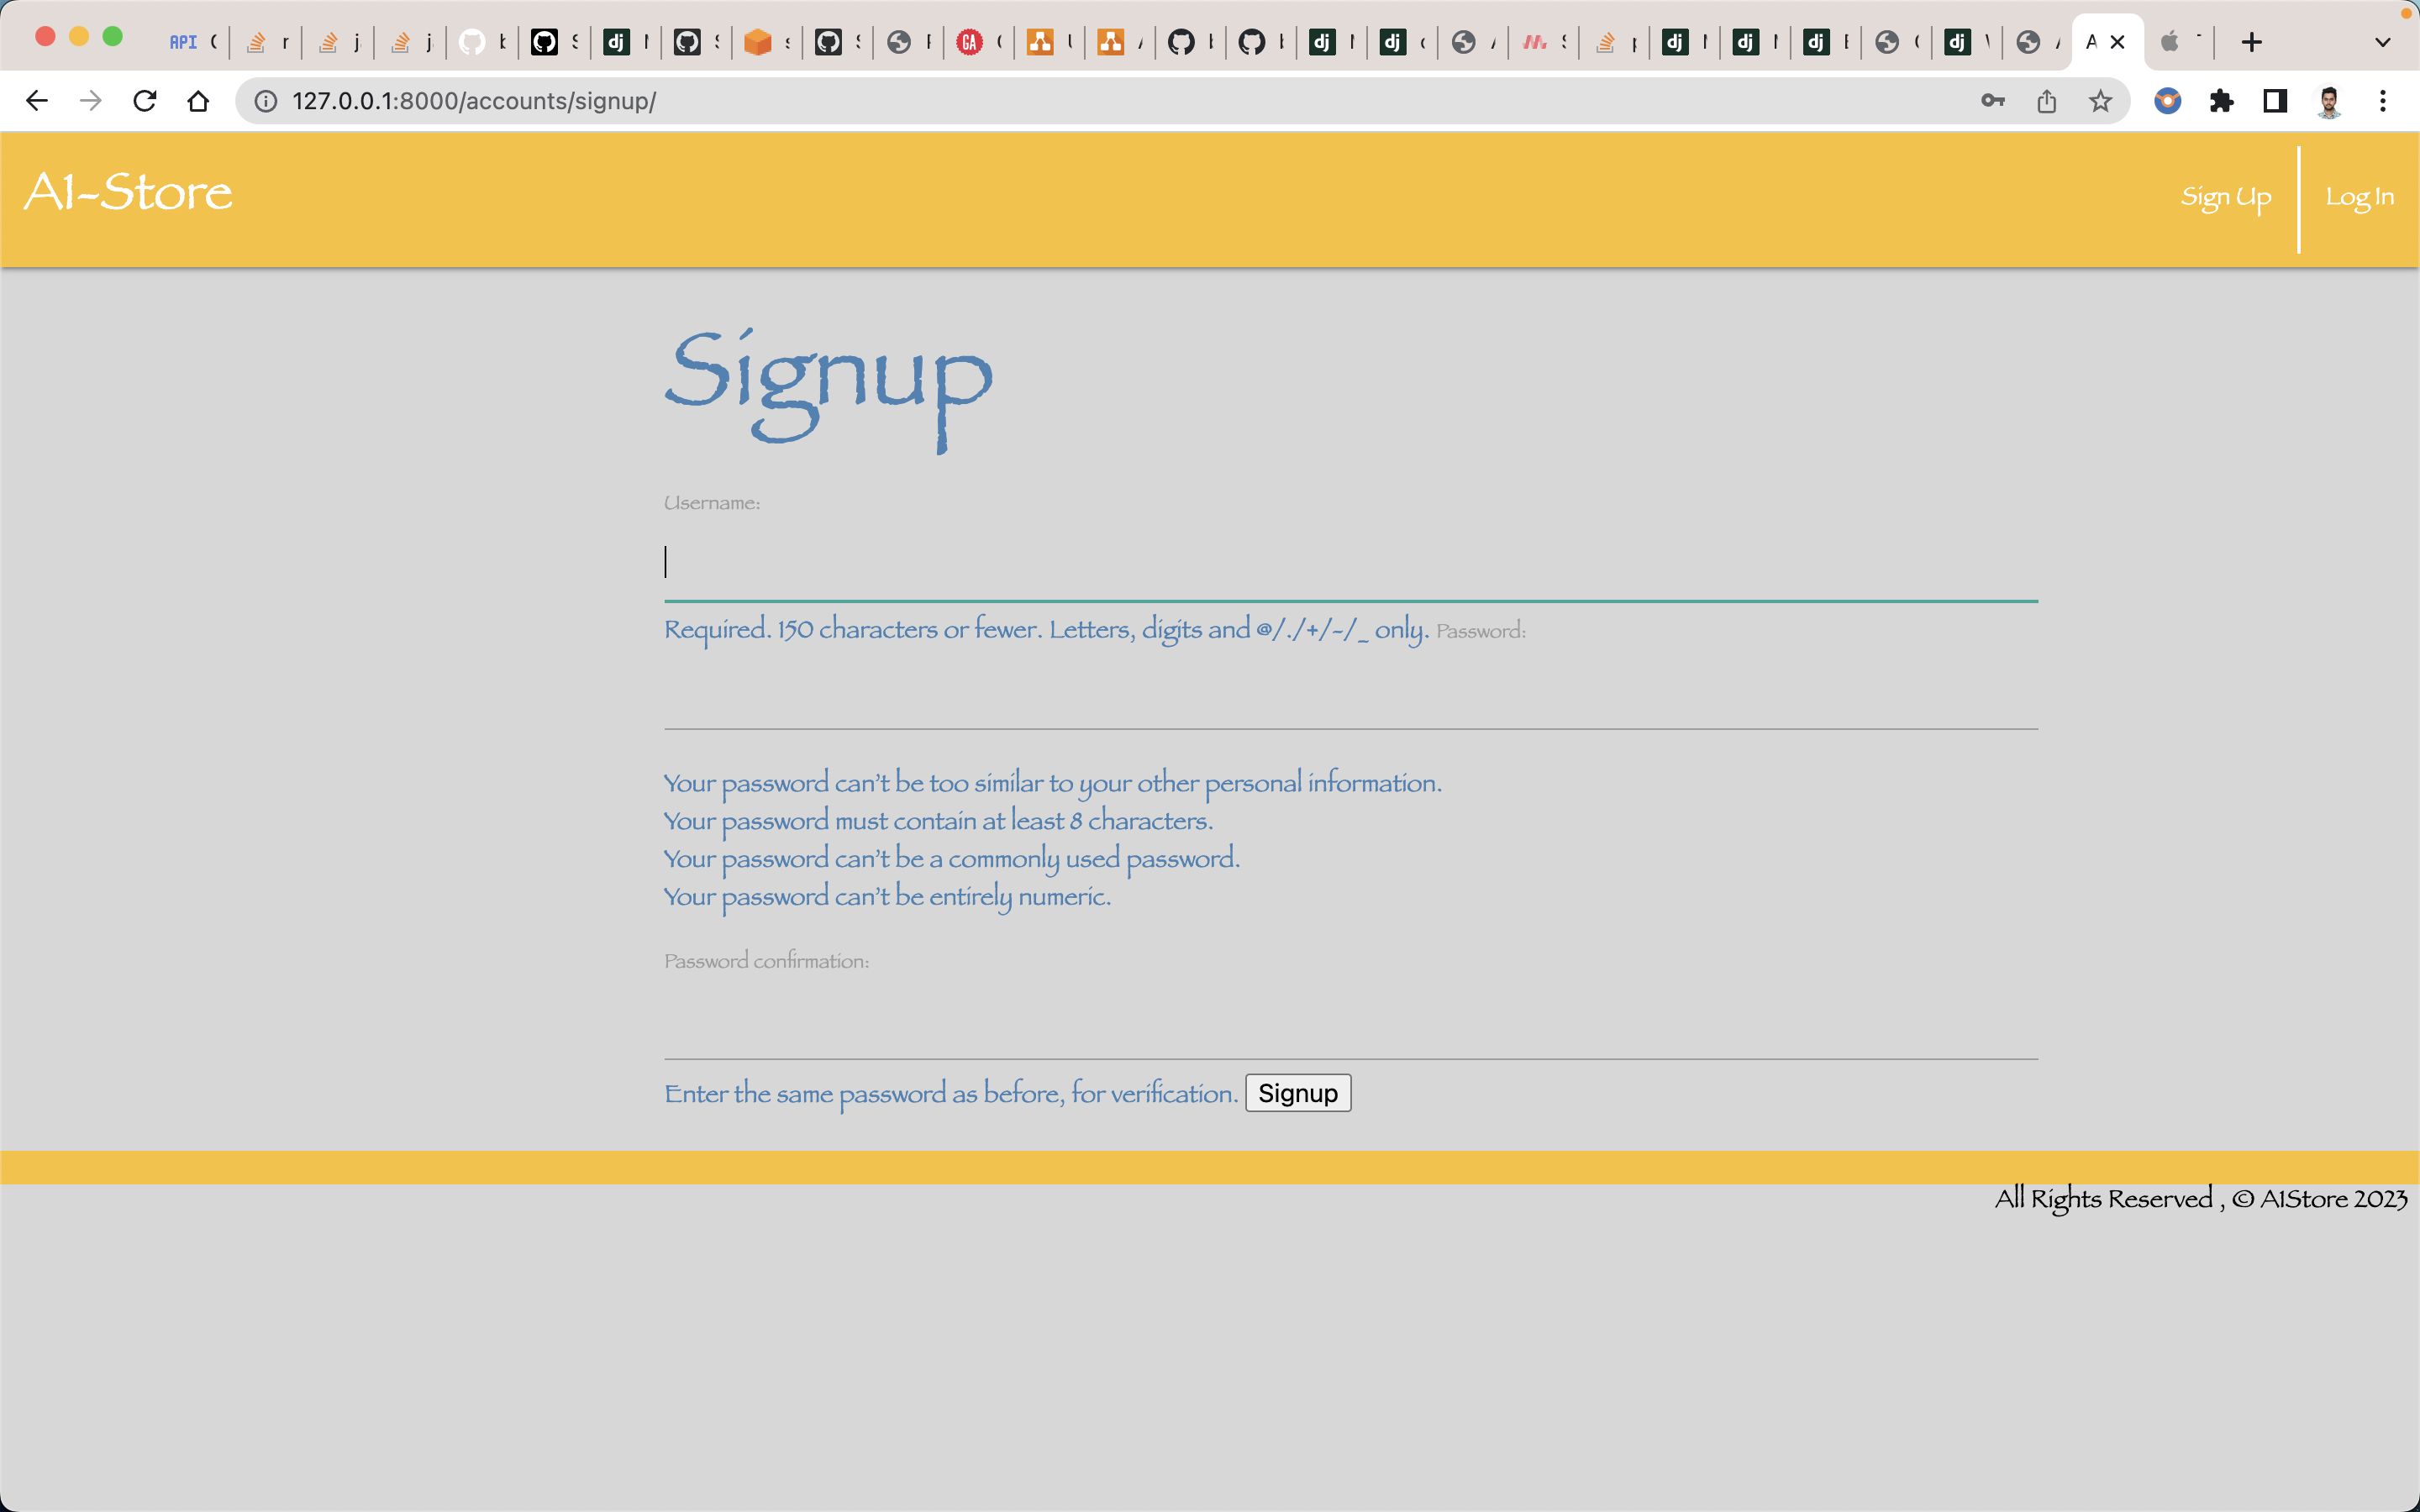 API
127.0.0.1:8000/accounts/signup/
A1-Store
Sign Up
Log In
Signup
Username:
Required. 150 characters or fewer. Letters, digits and @/./+/-/_ only. Password:
Your password can't be too similar to your other personal information.
Your password must contain at least 8 characters.
Your password can't be a commonly used password.
Your password can't be entirely numeric.
Password confirmation:
Enter the same password as before, for verification. Signup
All Rights Reserved , © A1Store 2023